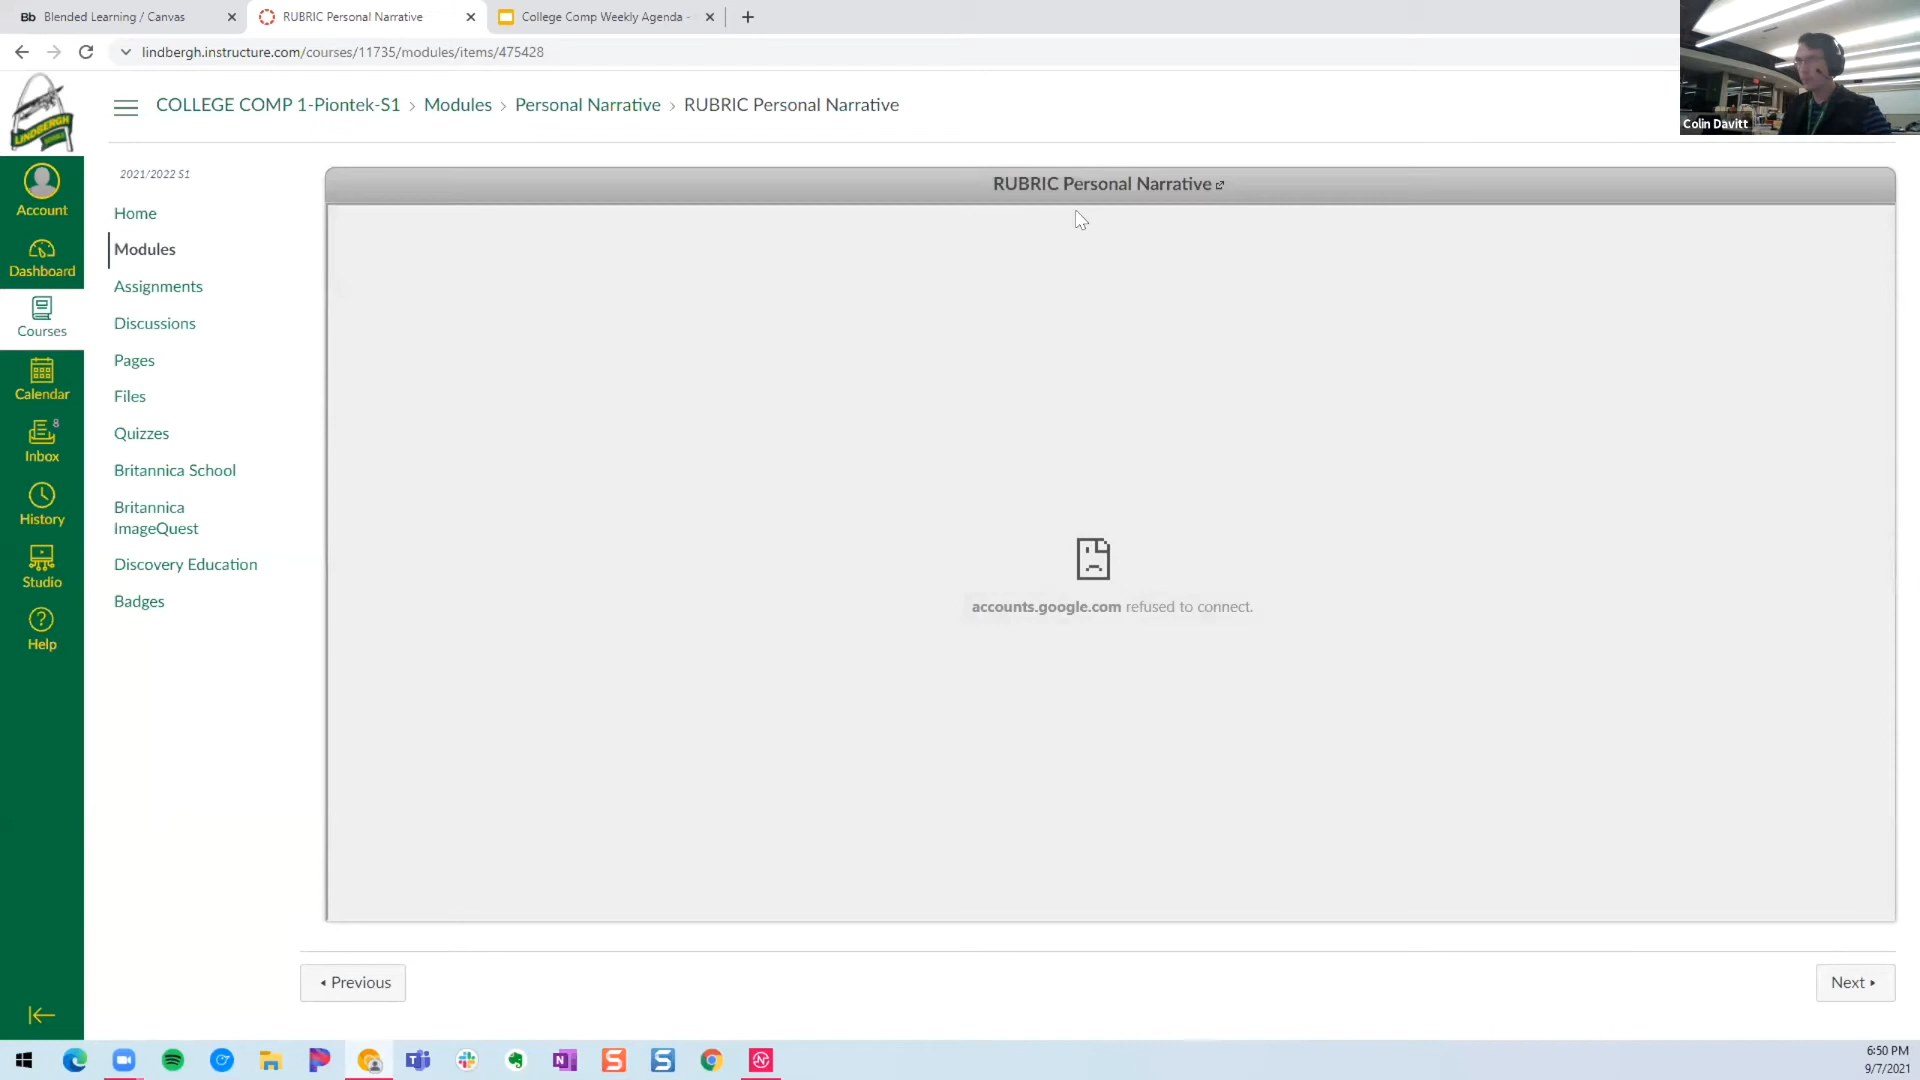 Bb Blended Learning / Canvas
RUBRIC Personal Narrative
College Comp Weekly Agenda -
lindbergh.instructure.com/courses/11735/modules/items/475428
Colin Davitt
LINDBERGH
COLLEGE COMP 1-Piontek-S1 › Modules › Personal Narrative › RUBRIC Personal Narrative
2021/2022 S1
Account
Dashboard
Courses
Calendar
8
Inbox
History
Studio
Help
Home
Modules
Assignments
Discussions
Pages
Files
Quizzes
Britannica School
Britannica
ImageQuest
Discovery Education
Badges
RUBRIC Personal Narrative
accounts.google.com refused to connect.
Previous
Next
6:50 PM
9/7/2021